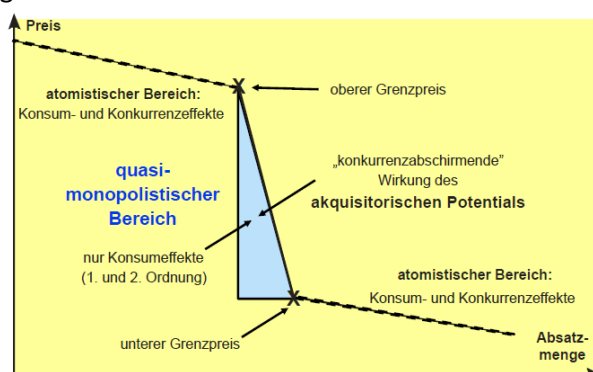 Preis
oberer Grenzpreis
atomistischer Bereich:
Konsum- und Konkurrenzeffekte
„konkurrenzabschirmende"
Wirkung des
akquisitorischen Potentials
quasi-
monopolistischer
Bereich
nur Konsumeffekte
(1. und 2. Ordnung)
atomistischer Bereich:
Konsum- und Konkurrenzeffekte
unterer Grenzpreis
Absatz-
menge